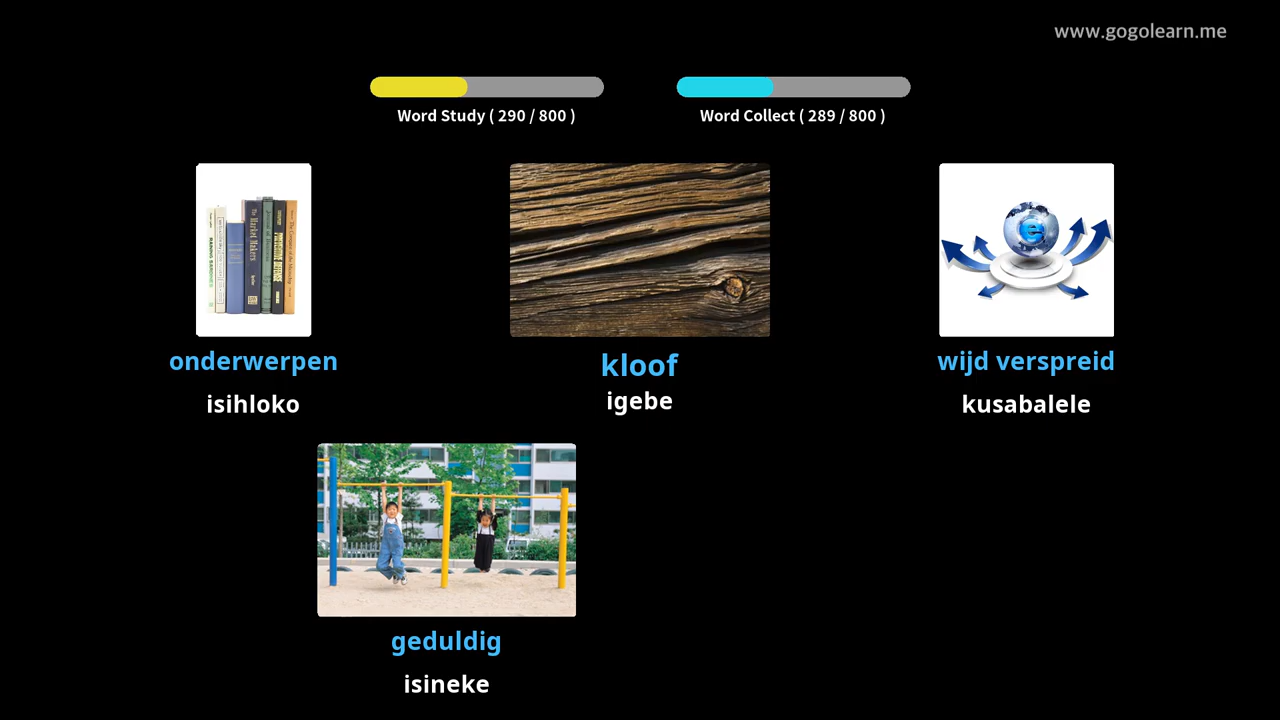 www.gogolearn.me
Word Study ( 290 / 800 )
Word Collect ( 289 / 800 )
onderwerpen
isihloko
kloof
igebe
wijd verspreid
kusabalele
geduldig
isineke